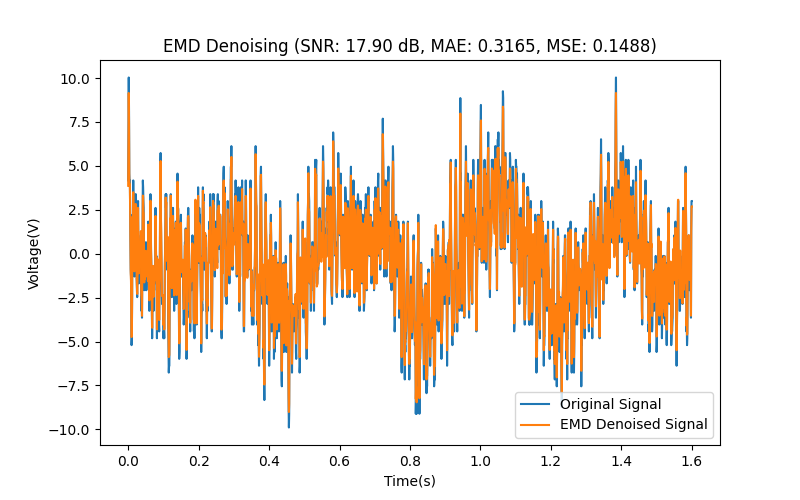 EMD Denoising (SNR: 17.90 dB, MAE: 0.3165, MSE: 0.1488)
10.0
7.5
5.0
2.5
0.0
−2.5
−5.0
−7.5
−10.0
Voltage(V)
Original Signal
EMD Denoised Signal
0.0 0.2 0.4 0.6 0.8 1.0 1.2 1.4 1.6
Time(s)